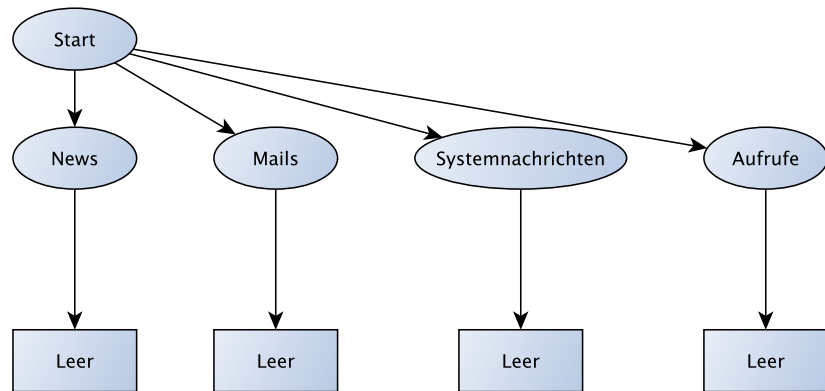 Start
News
Mails
Systemnachrichten
Aufrufe
Leer
Leer
Leer
Leer